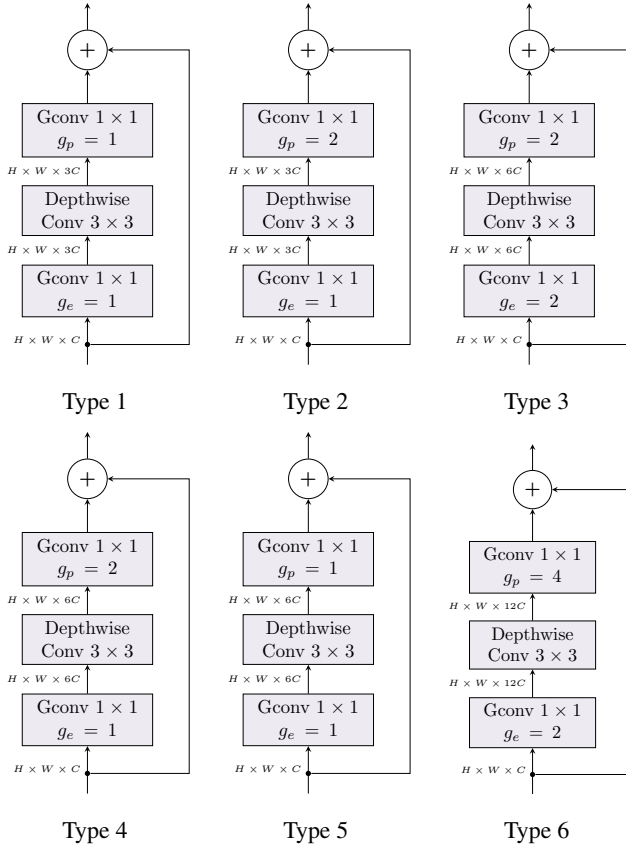 +
Gconv 1 × 1
g_p = 1
H × W × 3C
Depthwise
Conv 3 × 3
H × W × 3C
Gconv 1 × 1
g_e = 1
H × W × C
Type 1
+
Gconv 1 × 1
g_p = 2
H × W × 3C
Depthwise
Conv 3 × 3
H × W × 3C
Gconv 1 × 1
g_e = 1
H × W × C
Type 2
+
Gconv 1 × 1
g_p = 2
H × W × 6C
Depthwise
Conv 3 × 3
H × W × 6C
Gconv 1 × 1
g_e = 2
H × W × C
Type 3
+
Gconv 1 × 1
g_p = 2
H × W × 6C
Depthwise
Conv 3 × 3
H × W × 6C
Gconv 1 × 1
g_e = 1
H × W × C
Type 4
+
Gconv 1 × 1
g_p = 1
H × W × 6C
Depthwise
Conv 3 × 3
H × W × 6C
Gconv 1 × 1
g_e = 1
H × W × C
Type 5
+
Gconv 1 × 1
g_p = 4
H × W × 12C
Depthwise
Conv 3 × 3
H × W × 12C
Gconv 1 × 1
g_e = 2
H × W × C
Type 6